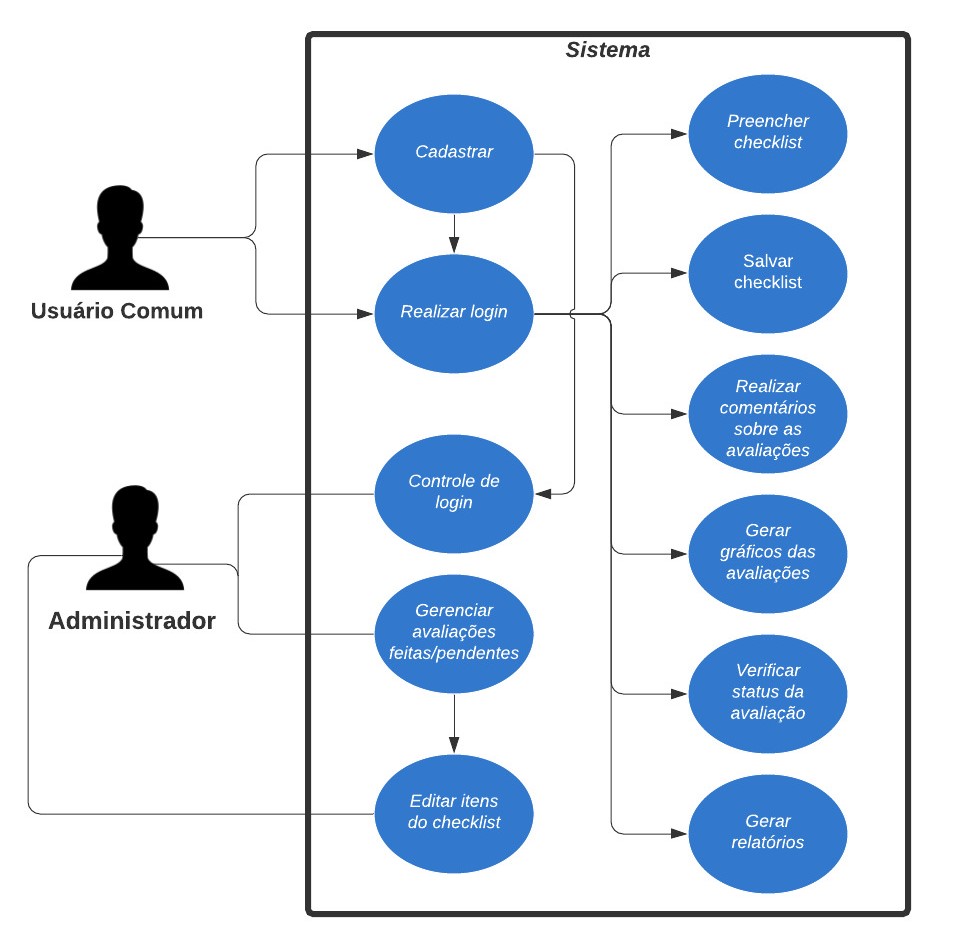 Sistema
Usuário Comum
Administrador
Cadastrar
Realizar login
Controle de
login
Gerenciar
avaliações
feitas/pendentes
Editar itens
do checklist
Preencher
checklist
Salvar
checklist
Realizar
comentários
sobre as
avaliações
Gerar
gráficos das
avaliações
Verificar
status da
avaliação
Gerar
relatórios